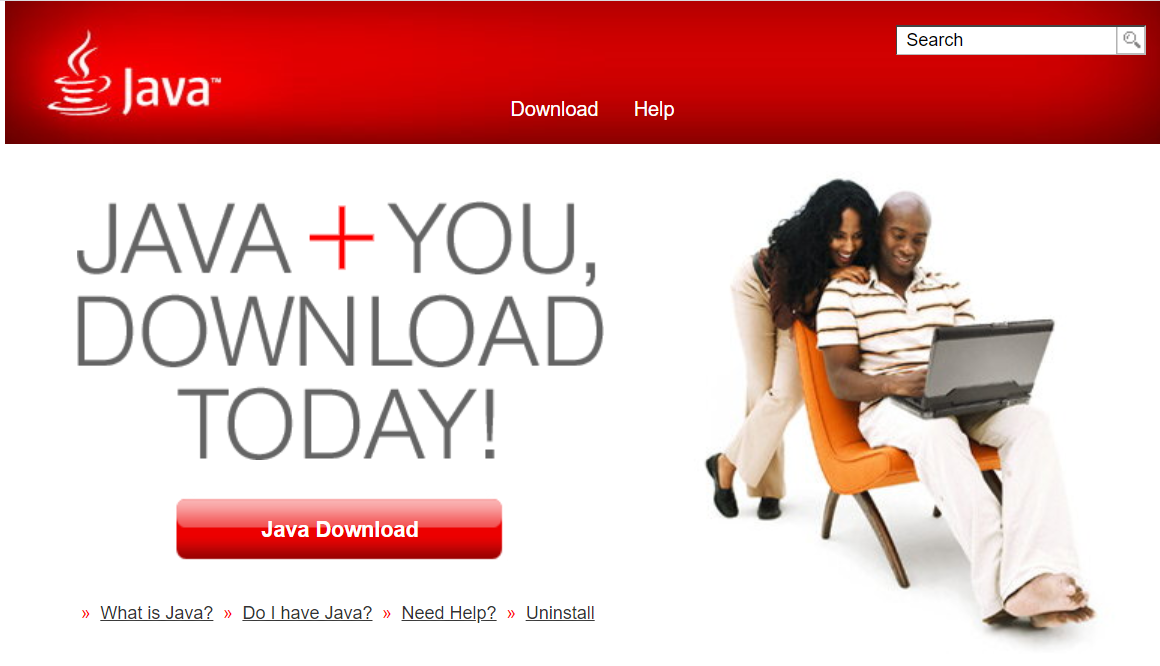 Search
Java™
Download Help
JAVA + YOU,
DOWNLOAD
TODAY!
Java Download
» What is Java? » Do I have Java? » Need Help? » Uninstall